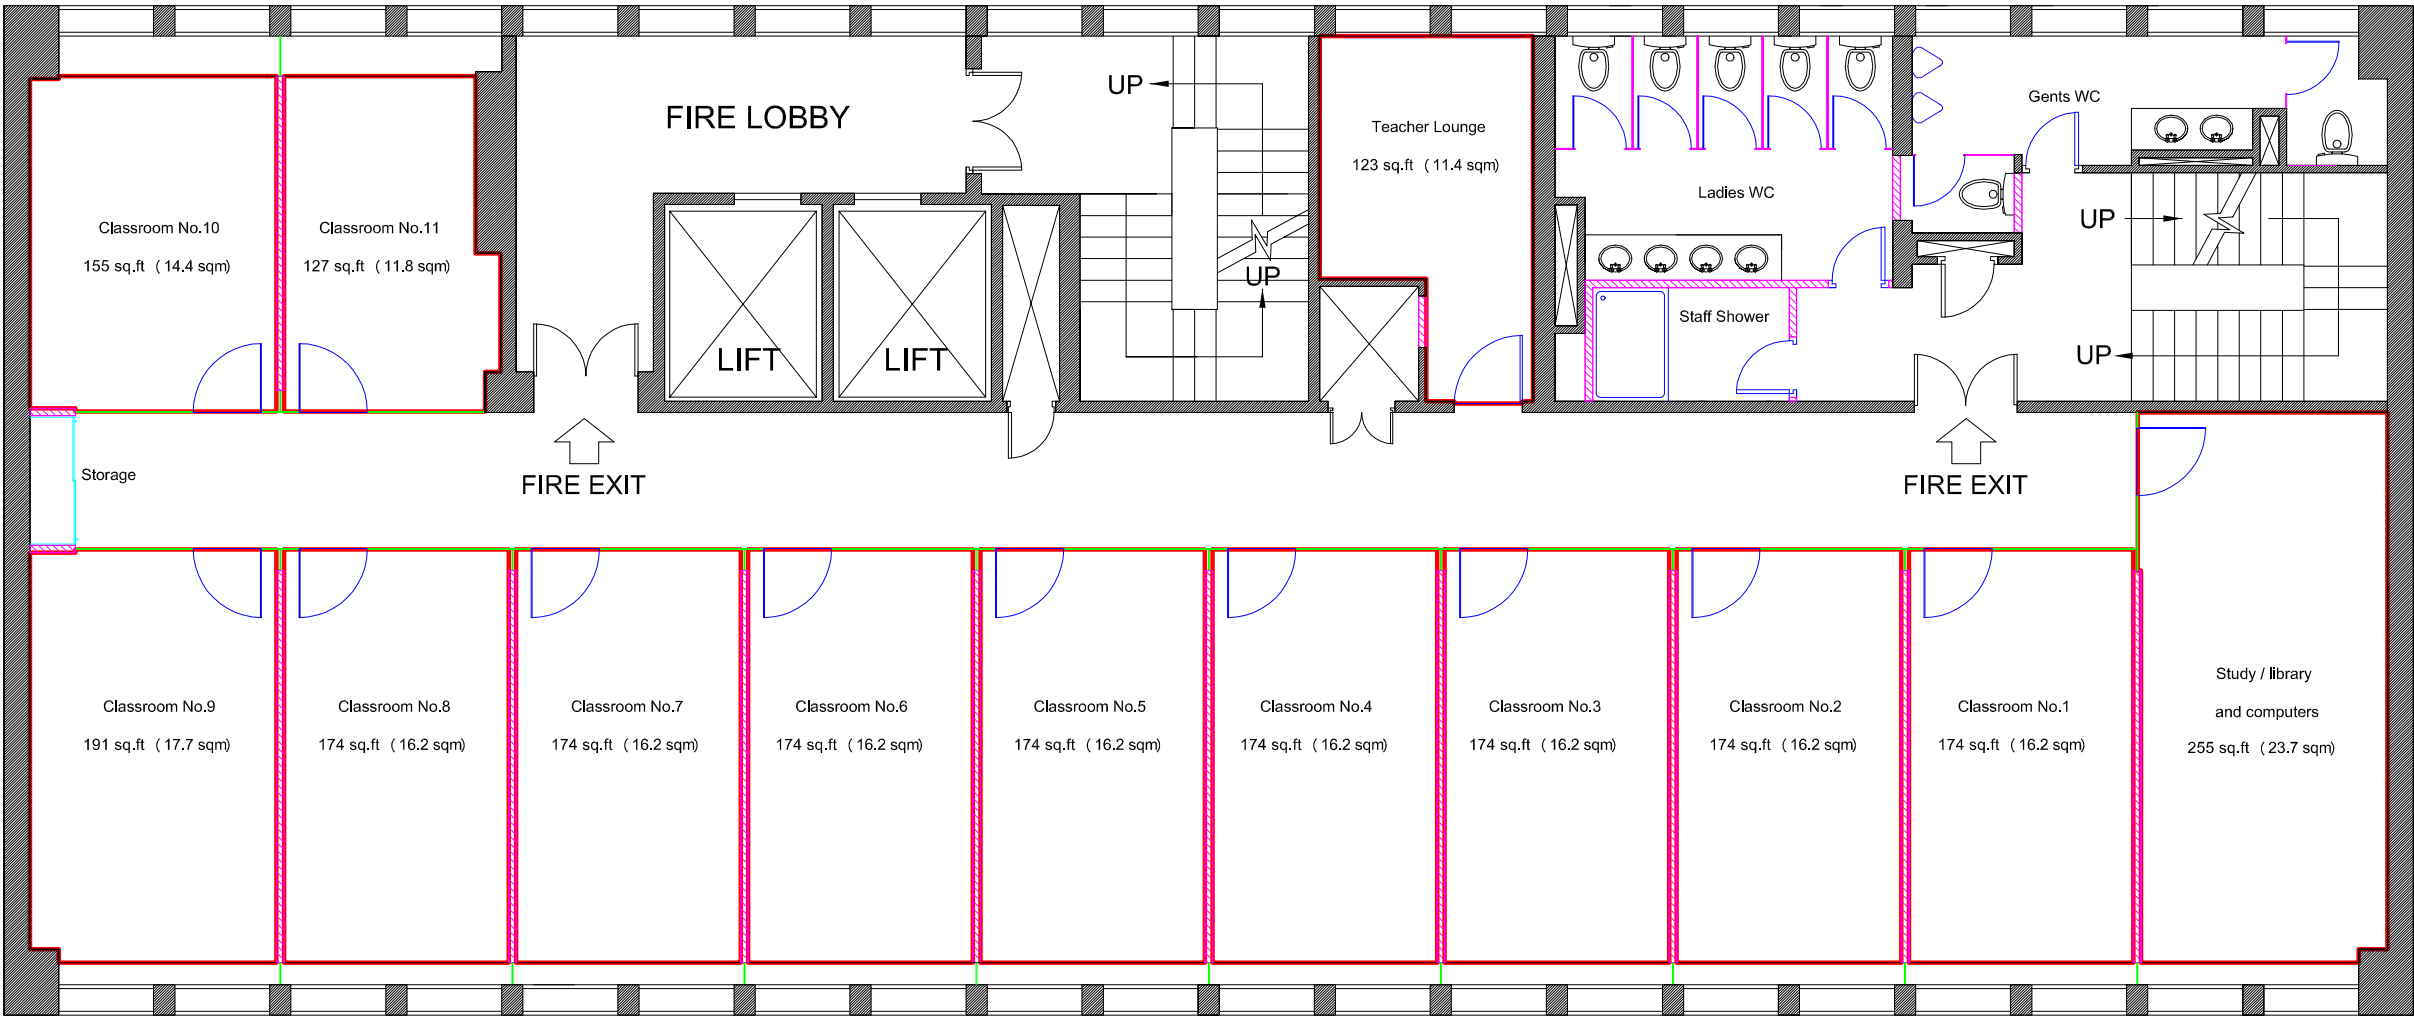 FIRE LOBBY
UP
UP
LIFT
LIFT
Teacher Lounge
123 sq.ft ( 11.4 sqm)
Ladies WC
Staff Shower
Gents WC
UP
UP
Classroom No.10
155 sq.ft ( 14.4 sqm)
Classroom No.11
127 sq.ft ( 11.8 sqm)
Storage
FIRE EXIT
FIRE EXIT
Classroom No.9
191 sq.ft ( 17.7 sqm)
Classroom No.8
174 sq.ft ( 16.2 sqm)
Classroom No.7
174 sq.ft ( 16.2 sqm)
Classroom No.6
174 sq.ft ( 16.2 sqm)
Classroom No.5
174 sq.ft ( 16.2 sqm)
Classroom No.4
174 sq.ft ( 16.2 sqm)
Classroom No.3
174 sq.ft ( 16.2 sqm)
Classroom No.2
174 sq.ft ( 16.2 sqm)
Classroom No.1
174 sq.ft ( 16.2 sqm)
Study / library
and computers
255 sq.ft ( 23.7 sqm)